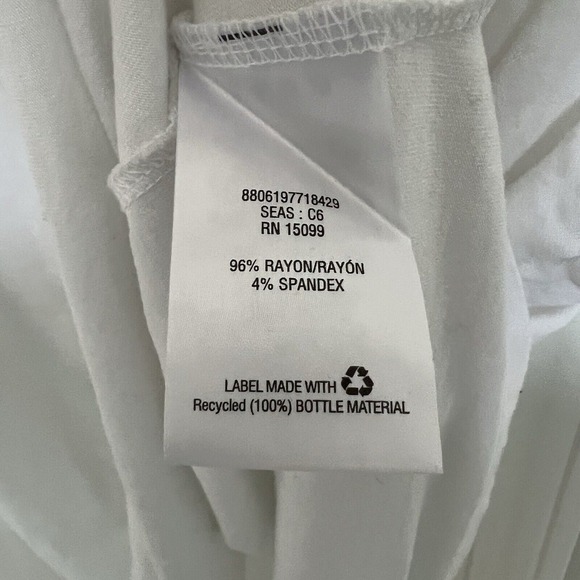 8806197718429
SEAS : C6
RN 15099
96% RAYON/RAYÓN
4% SPANDEX
LABEL MADE WITH
Recycled (100%) BOTTLE MATERIAL